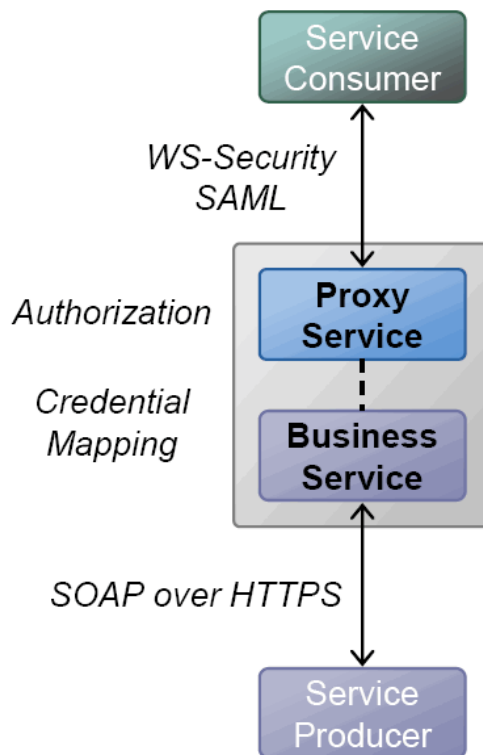 Service
Consumer
WS-Security
SAML
Proxy
Service
Authorization
Credential
Mapping
Business
Service
SOAP over HTTPS
Service
Producer